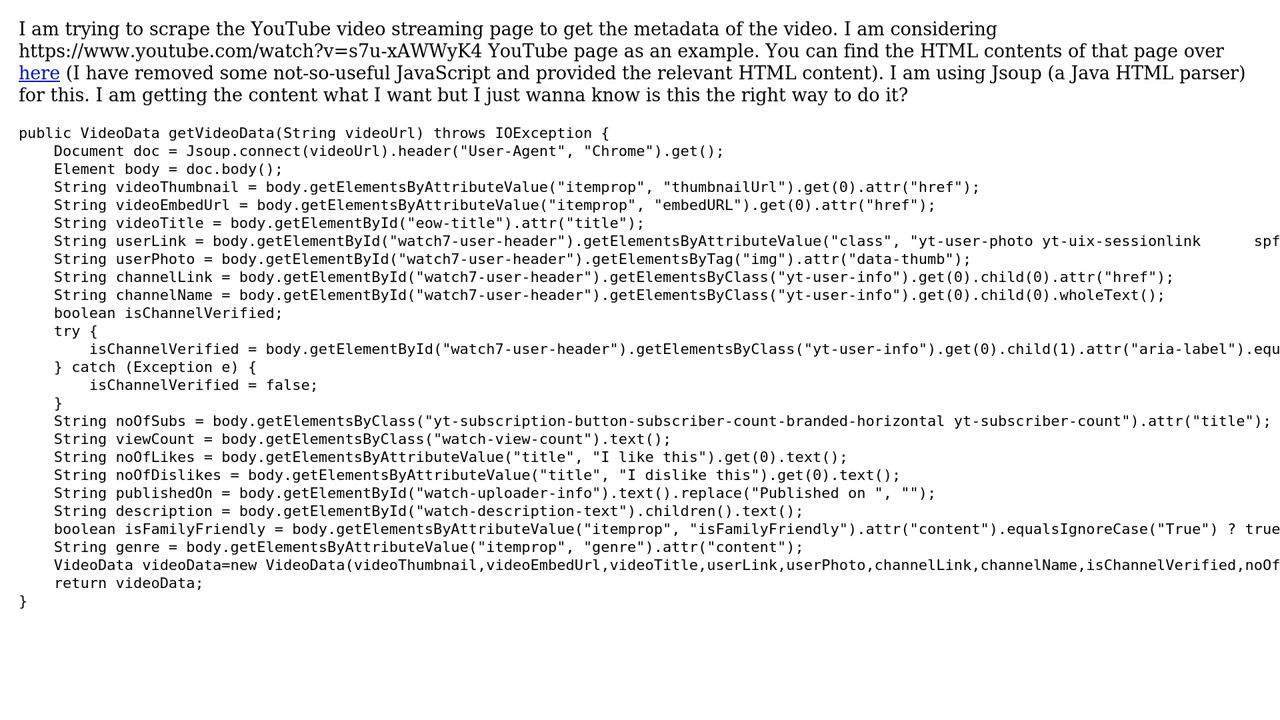 I am trying to scrape the YouTube video streaming page to get the metadata of the video. I am considering
https://www.youtube.com/watch?v=s7u-xAWWyK4 YouTube page as an example. You can find the HTML contents of that page over
here (I have removed some not-so-useful JavaScript and provided the relevant HTML content). I am using Jsoup (a Java HTML parser)
for this. I am getting the content what I want but I just wanna know is this the right way to do it?
public VideoData getVideoData(String videoUrl) throws IOException {
    Document doc = Jsoup.connect(videoUrl).header("User-Agent", "Chrome").get();
    Element body = doc.body();
    String videoThumbnail = body.getElementsByAttributeValue("itemprop", "thumbnailUrl").get(0).attr("href");
    String videoEmbedUrl = body.getElementsByAttributeValue("itemprop", "embedURL").get(0).attr("href");
    String videoTitle = body.getElementById("eow-title").attr("title");
    String userLink = body.getElementById("watch7-user-header").getElementsByAttributeValue("class", "yt-user-photo yt-uix-sessionlink      spf
    String userPhoto = body.getElementById("watch7-user-header").getElementsByTag("img").attr("data-thumb");
    String channelLink = body.getElementById("watch7-user-header").getElementsByClass("yt-user-info").get(0).child(0).attr("href");
    String channelName = body.getElementById("watch7-user-header").getElementsByClass("yt-user-info").get(0).child(0).wholeText();
    boolean isChannelVerified;
    try {
        isChannelVerified = body.getElementById("watch7-user-header").getElementsByClass("yt-user-info").get(0).child(1).attr("aria-label").equ
    } catch (Exception e) {
        isChannelVerified = false;
    }
    String noOfSubs = body.getElementsByClass("yt-subscription-button-subscriber-count-branded-horizontal yt-subscriber-count").attr("title");
    String viewCount = body.getElementsByClass("watch-view-count").text();
    String noOfLikes = body.getElementsByAttributeValue("title", "I like this").get(0).text();
    String noOfDislikes = body.getElementsByAttributeValue("title", "I dislike this").get(0).text();
    String publishedOn = body.getElementById("watch-uploader-info").text().replace("Published on ", "");
    String description = body.getElementById("watch-description-text").children().text();
    boolean isFamilyFriendly = body.getElementsByAttributeValue("itemprop", "isFamilyFriendly").attr("content").equalsIgnoreCase("True") ? true
    String genre = body.getElementsByAttributeValue("itemprop", "genre").attr("content");
    VideoData videoData=new VideoData(videoThumbnail,videoEmbedUrl,videoTitle,userLink,userPhoto,channelLink,channelName,isChannelVerified,noOf
    return videoData;
}